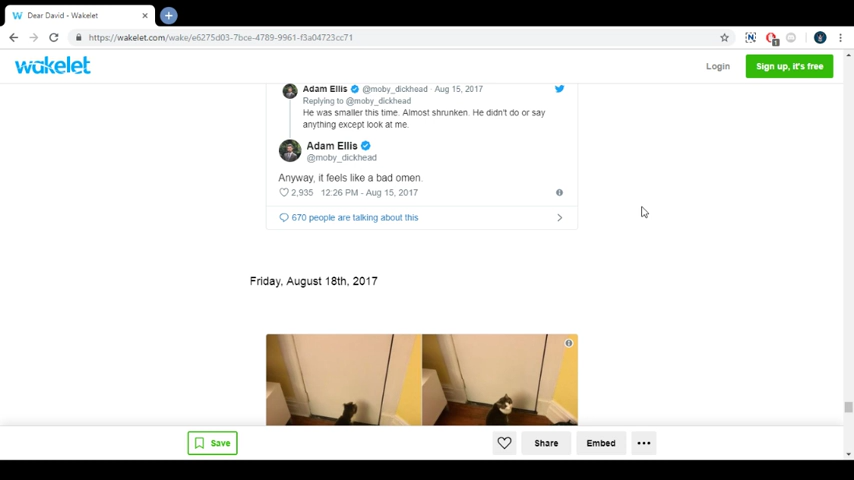 Dear David - Wakelet
https://wakelet.com/wake/e6275d03-7bce-4789-9961-f3a04723cc71
wakelet
Login
Sign up, it's free
Adam Ellis @moby_dickhead · Aug 15, 2017
Replying to @moby_dickhead
He was smaller this time. Almost shrunken. He didn't do or say
anything except look at me.
Adam Ellis
@moby_dickhead
Anyway, it feels like a bad omen.
2,935 12:26 PM - Aug 15, 2017
670 people are talking about this
Friday, August 18th, 2017
Save
Share
Embed